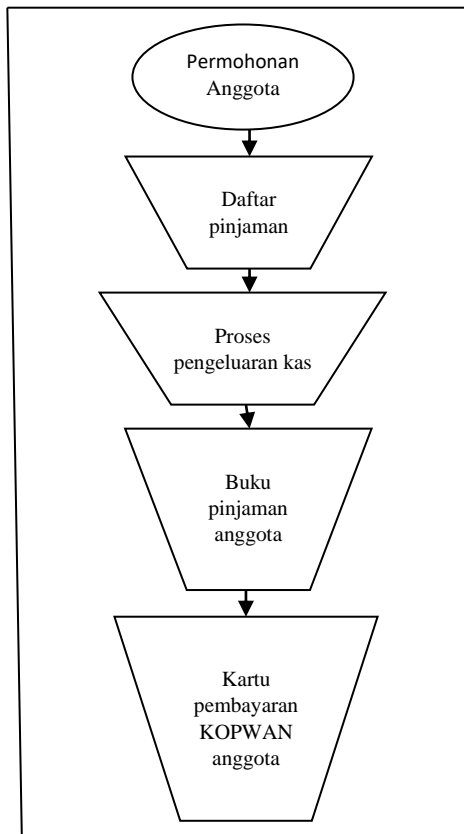 Permohonan
Anggota
Daftar
pinjaman
Proses
pengeluaran kas
Buku
pinjaman
anggota
Kartu
pembayaran
KOPWAN
anggota